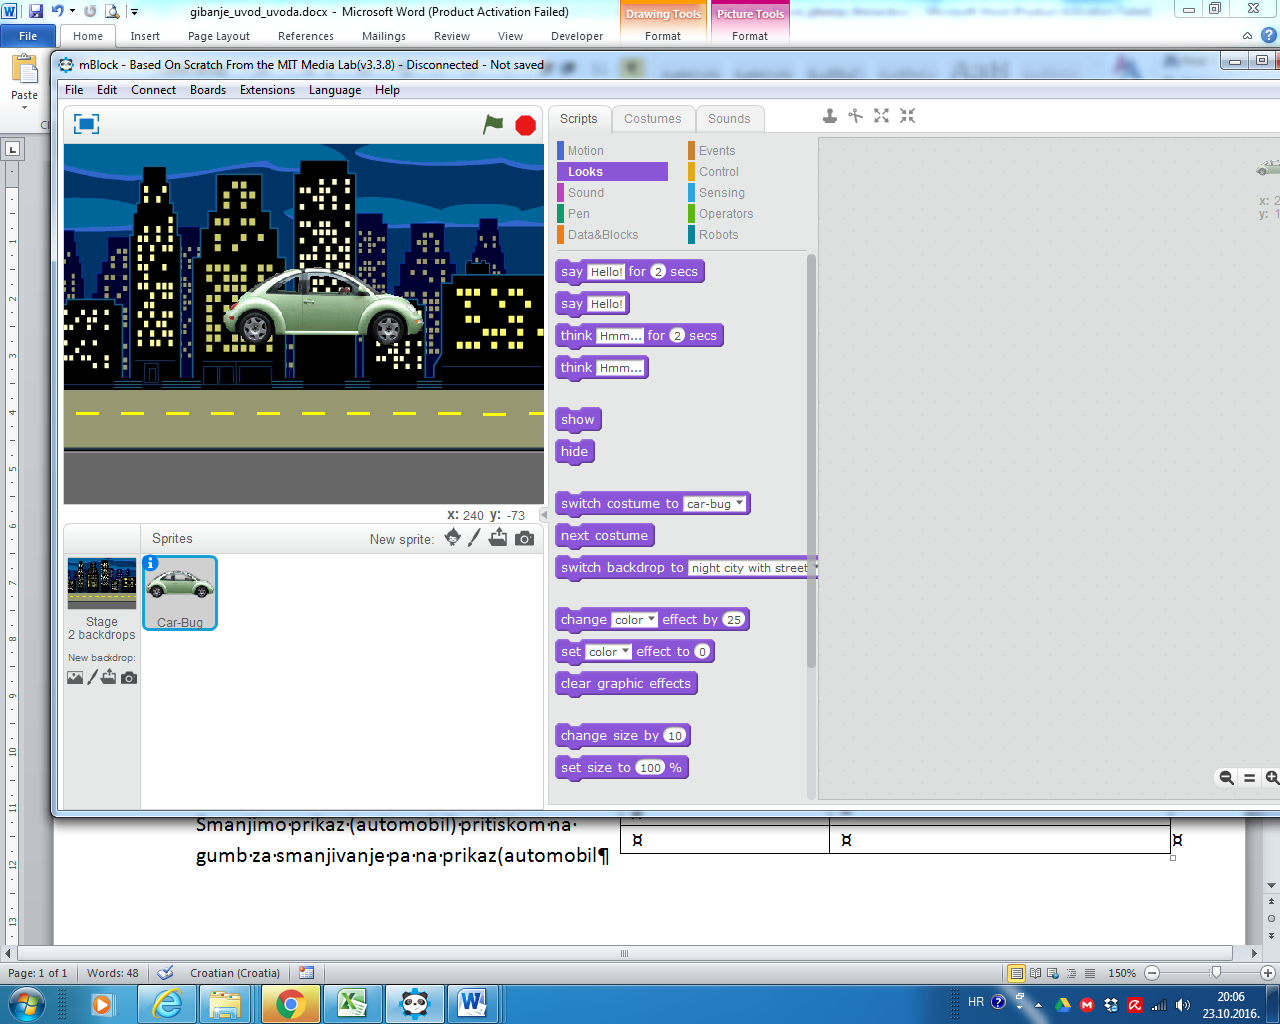 gibanje_uvod_uvoda.docx - Microsoft Word (Product Activation Failed)
Drawing Tools
Picture Tools
File
Home
Insert
Page Layout
References
Mailings
Review
View
Developer
Format
Format
Paste
mBlock - Based On Scratch From the MIT Media Lab(v3.3.8) - Disconnected - Not saved
File Edit Connect Boards Extensions Language Help
Scripts
Costumes
Sounds
Motion
Events
Looks
Control
Sound
Sensing
Pen
Operators
Data&Blocks
Robots
say Hello! for 2 secs
say Hello!
think Hmm... for 2 secs
think Hmm...
show
hide
switch costume to car-bug
next costume
switch backdrop to night city with street
change color effect by 25
set color effect to 0
clear graphic effects
change size by 10
set size to 100 %
x: 2
y: 1
x: 240 y: -73
Sprites
New sprite:
Stage
2 backdrops
New backdrop:
Car-Bug
Smanjimo prikaz (automobil) pritiskom na
gumb za smanjivanje pa na prikaz(automobil¶
¤ ¤ ¤
Page: 1 of 1
Words: 48
Croatian (Croatia)
150%
HR
20:06
23.10.2016.